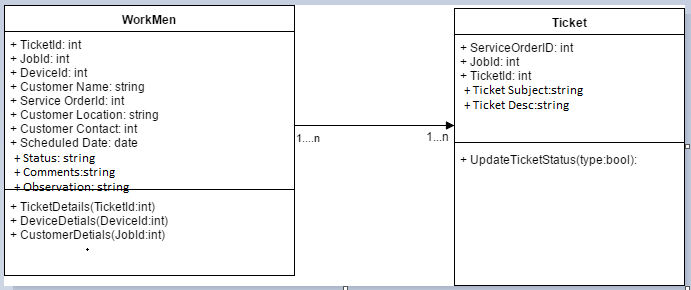 WorkMen
+ TicketId: int
+ JobId: int
+ DeviceId: int
+ Customer Name: string
+ Service OrderId: int
+ Customer Location: string
+ Customer Contact: int
+ Scheduled Date: date
+ Status: string
+ Comments:string
+ Observation: string
+ TicketDetails(TicketId:int)
+ DeviceDetials(DeviceId:int)
+ CustomerDetials(JobId:int)
1....n
1...n
Ticket
+ ServiceOrderID: int
+ JobId: int
+ TicketId: int
+ Ticket Subject:string
+ Ticket Desc:string
+ UpdateTicketStatus(type:bool):